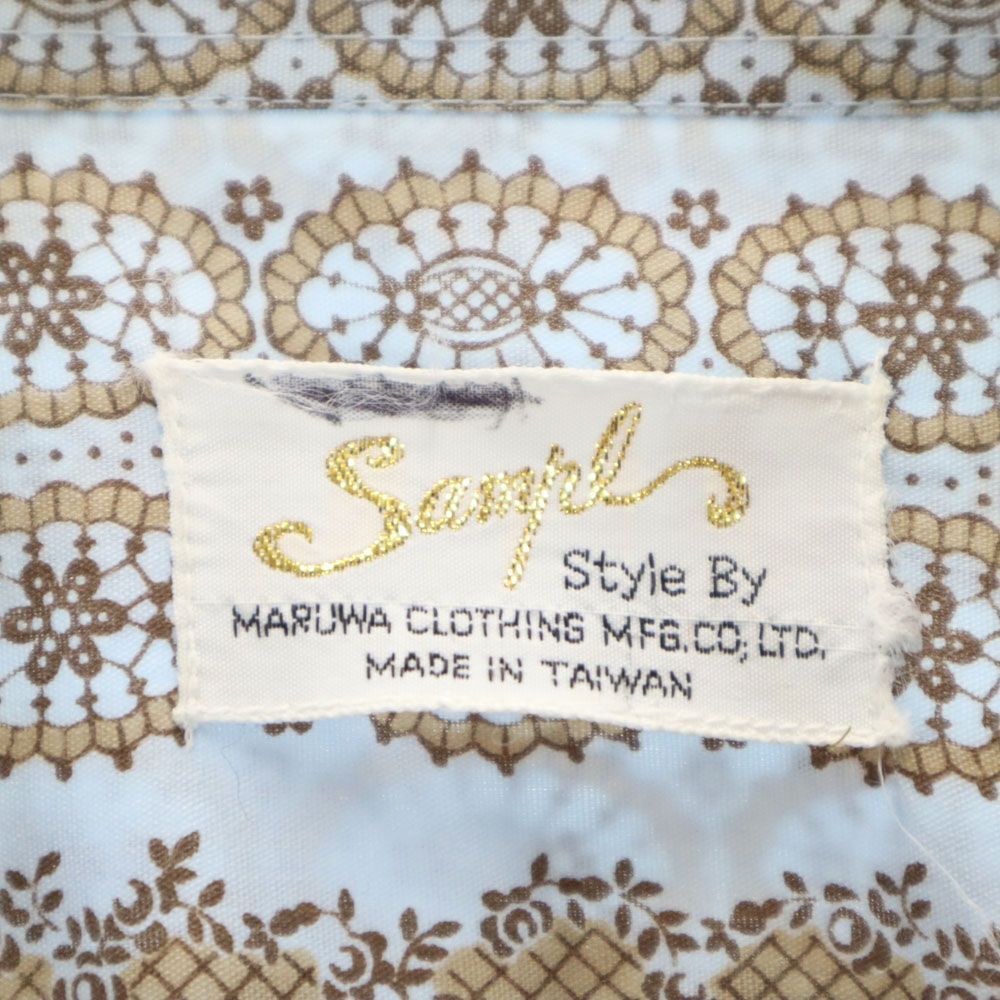 Sampl
Style By
MARUWA CLOTHING MFG.CO; LTD.
MADE IN TAIWAN